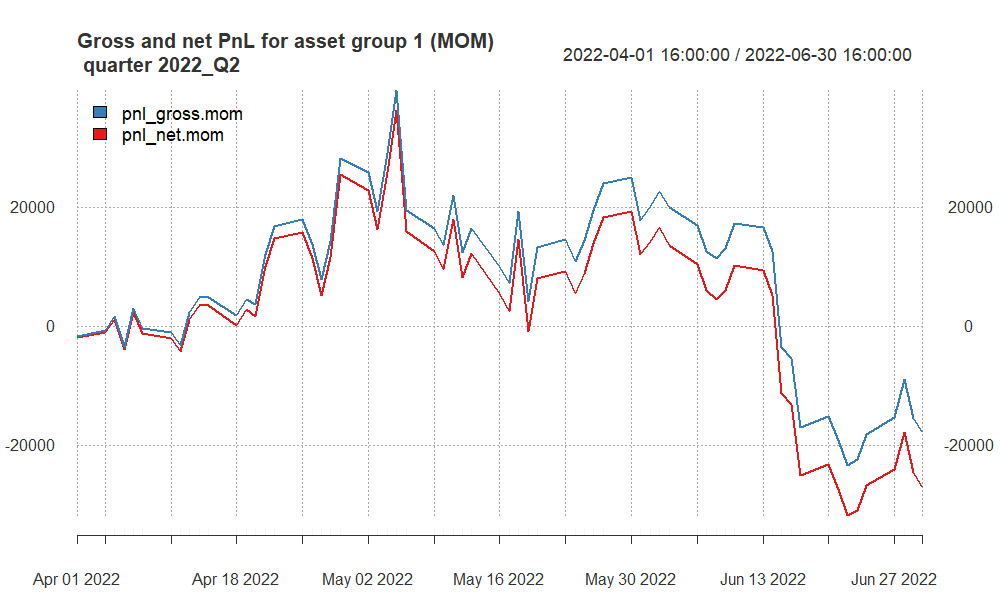 Gross and net PnL for asset group 1 (MOM)
quarter 2022_Q2
2022-04-01 16:00:00 / 2022-06-30 16:00:00
pnl_gross.mom
pnl_net.mom
20000 20000
0 0
-20000 -20000
Apr 01 2022 Apr 18 2022 May 02 2022 May 16 2022 May 30 2022 Jun 13 2022 Jun 27 2022